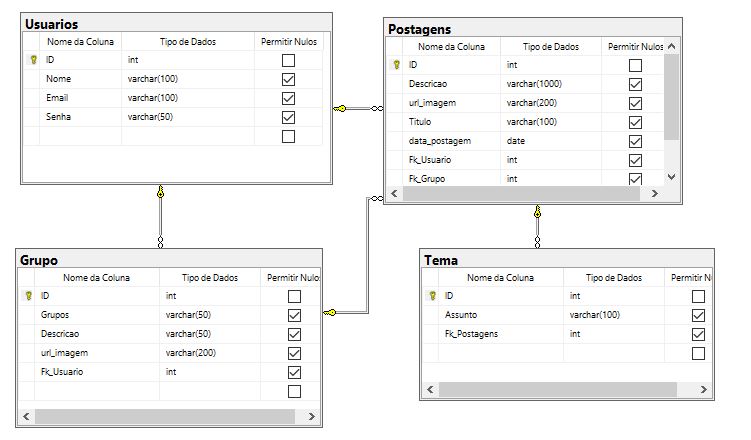 Usuarios
Nome da Coluna Tipo de Dados Permitir Nulos
ID int
Nome varchar(100)
Email varchar(100)
Senha varchar(50)
Postagens
Nome da Coluna Tipo de Dados Permitir Nulos
ID int
Descricao varchar(1000)
url_imagem varchar(200)
Titulo varchar(100)
data_postagem date
Fk_Usuario int
Fk_Grupo int
Grupo
Nome da Coluna Tipo de Dados Permitir Nulos
ID int
Grupos varchar(50)
Descricao varchar(50)
url_imagem varchar(200)
Fk_Usuario int
Tema
Nome da Coluna Tipo de Dados Permitir Nu
ID int
Assunto varchar(100)
Fk_Postagens int